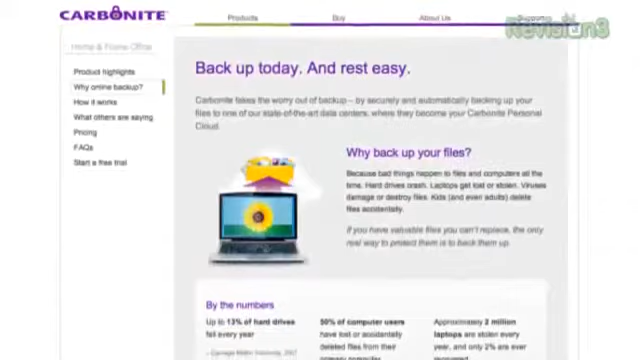 CARBONITE
Products Buy About Us Support
Revision3
Home & Home Office
Product highlights
Why online backup?
How it works
What others are saying
Pricing
FAQs
Start a free trial
Back up today. And rest easy.
Carbonite takes the worry out of backup – by securely and automatically backing up your
files to one of our state-of-the-art data centers, where they become your Carbonite Personal
Cloud.
Why back up your files?
Because bad things happen to files and computers all the
time. Hard drives crash. Laptops get lost or stolen. Viruses
damage or destroy files. Kids (and even adults) delete
files accidentally.
If you have valuable files you can't replace, the only
real way to protect them is to back them up.
By the numbers
Up to 13% of hard drives
fail every year
– Carnegie Mellon University, 2007
50% of computer users
have lost or accidentally
deleted files from their
primary computer
Approximately 2 million
laptops are stolen every
year, and only 2% are ever
recovered